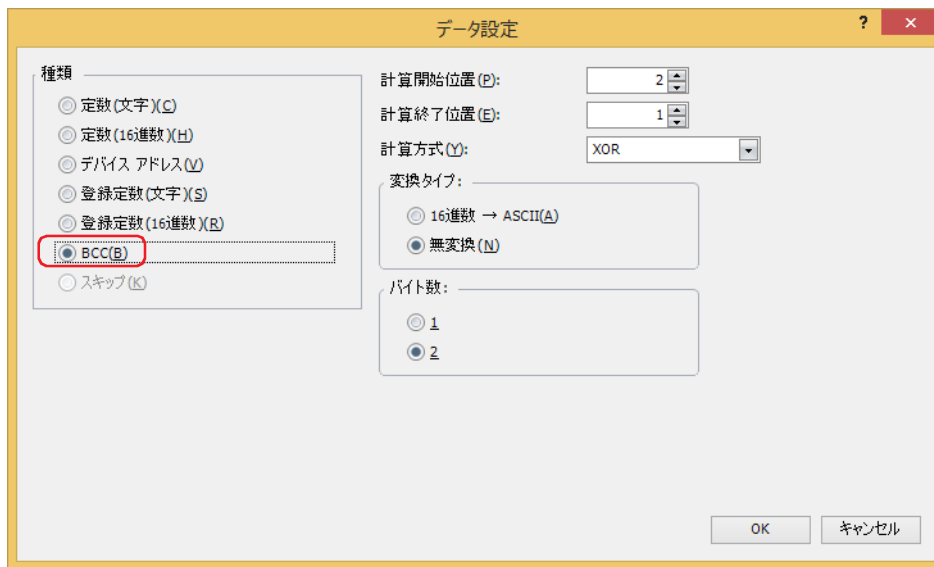 データ設定
?
×
種類
定数(文字)(C)
定数(16進数)(H)
デバイス アドレス(V)
登録定数(文字)(S)
登録定数(16進数)(R)
BCC(B)
スキップ(K)
計算開始位置(P):
2
計算終了位置(E):
1
計算方式(Y):
XOR
変換タイプ:
16進数 → ASCII(A)
無変換(N)
バイト数:
1
2
OK
キャンセル